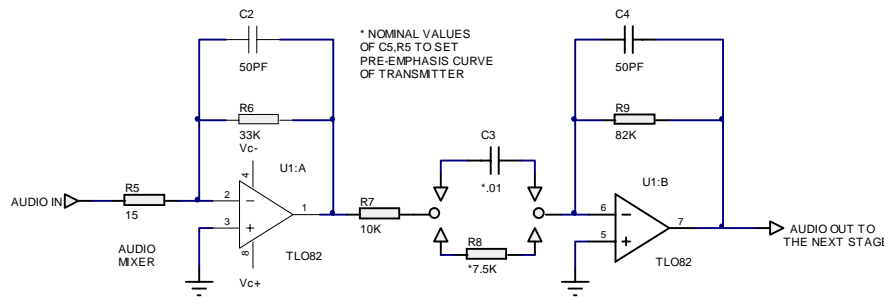 C2
50PF
R6
33K
Vc-
4
U1:A
AUDIO IN
R5
15
2
3
1
8
Vc+
TLO82
AUDIO
MIXER
* NOMINAL VALUES
OF C5,R5 TO SET
PRE-EMPHASIS CURVE
OF TRANSMITTER
R7
10K
C3
*.01
R8
*7.5K
C4
50PF
R9
82K
U1:B
6
5
7
TLO82
AUDIO OUT TO
THE NEXT STAGE